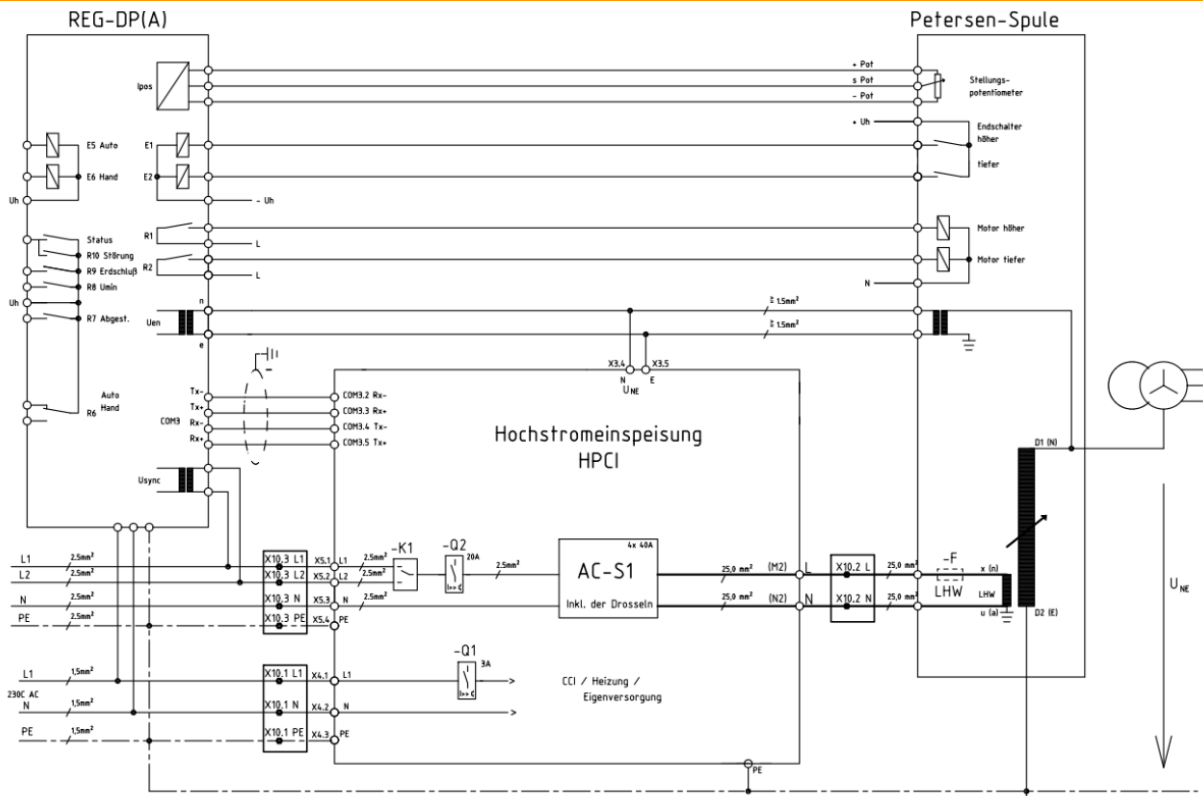 REG-DP(A)
Petersen-Spule
Ipos
+ Pot
s Pot
- Pot
Stellungs-
potentiometer
+ Uh
Endschalter
höher
tiefer
E5 Auto
E1
E6 Hand
E2
Uh
- Uh
Status
R10 Störung
R9 Erdschluß
R8 Umin
Uh
R7 Abgest.
R1
L
R2
L
Motor höher
Motor tiefer
N
n
Uen
e
≥ 1.5mm²
≥ 1.5mm²
X3.4
X3.5
N
E
UNE
Auto
Hand
R6
Tx-
Tx+
Rx-
Rx+
COM3
COM3.2 Rx-
COM3.3 Rx+
COM3.4 Tx-
COM3.5 Tx+
Hochstromeinspeisung
HPCI
D1 (N)
Usync
L1
2.5mm²
X10.3 L1
X5.1
L1
2.5mm²
-K1
-Q2
20A
I>> C
2.5mm²
4x 40A
AC-S1
Inkl. der Drosseln
25,0 mm²
(M2)
L
X10.2 L
25,0 mm²
-F
LHW
x (n)
L2
2.5mm²
X10.3 L2
X5.2
L2
2.5mm²
N
2.5mm²
X10.3 N
X5.3
N
2.5mm²
25,0 mm²
(N2)
N
X10.2 N
25,0 mm²
LHW
u (a)
D2 (E)
UNE
PE
2.5mm²
X10.3 PE
X5.4
PE
L1
1,5mm²
X10.1 L1
X4.1
L1
-Q1
3A
I>> C
CCI / Heizung /
Eigenversorgung
230C AC
N
1,5mm²
X10.1 N
X4.2
N
PE
1,5mm²
X10.1 PE
X4.3
PE
PE